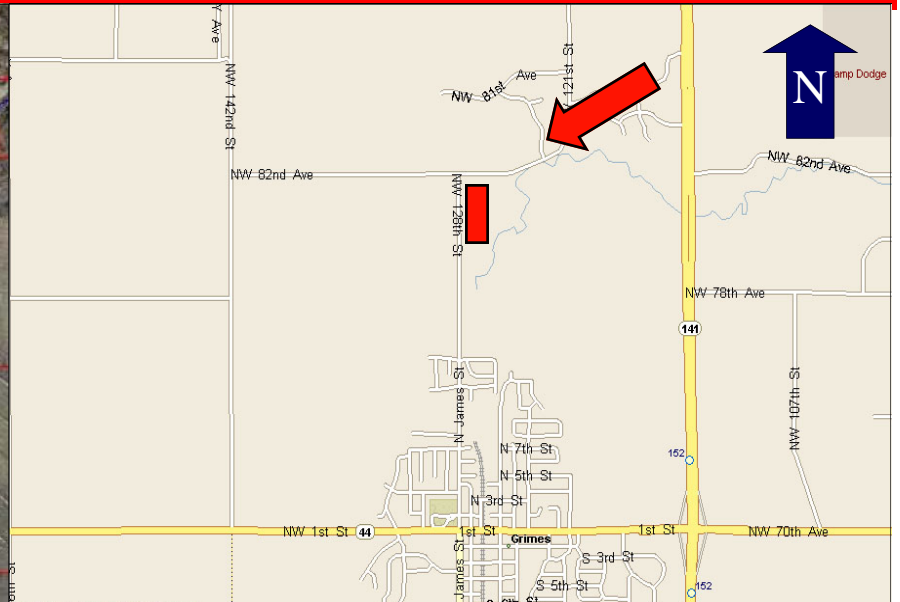 Y Ave
NW 142nd St
NW 81st Ave
121st St
N
amp Dodge
NW 82nd Ave
NW 82nd Ave
NW 128th St
NW 78th Ave
141
NW 107th St
N James St
N 7th St
152
N 5th St
N 3rd St
NW 1st St
44
1st St
1st St
NW 70th Ave
Grimes
James St
S 3rd St
S 5th St
152